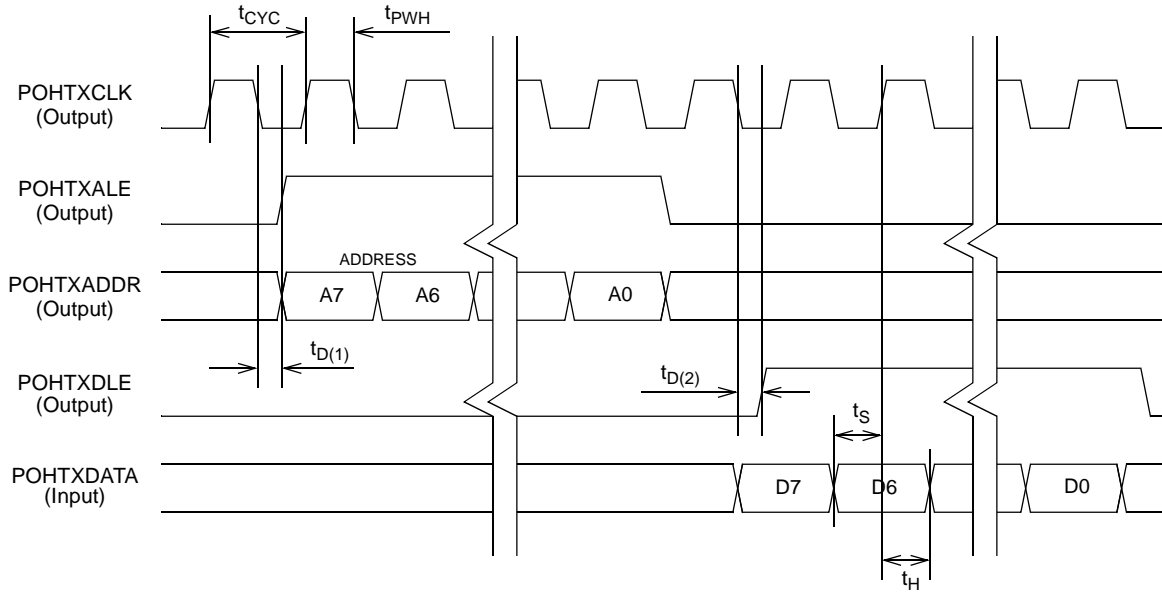 tCYC
tPWH
POHTXCLK
(Output)
POHTXALE
(Output)
ADDRESS
POHTXADDR
(Output)
A7
A6
A0
tD(1)
POHTXDLE
(Output)
tD(2)
tS
POHTXDATA
(Input)
D7
D6
D0
tH